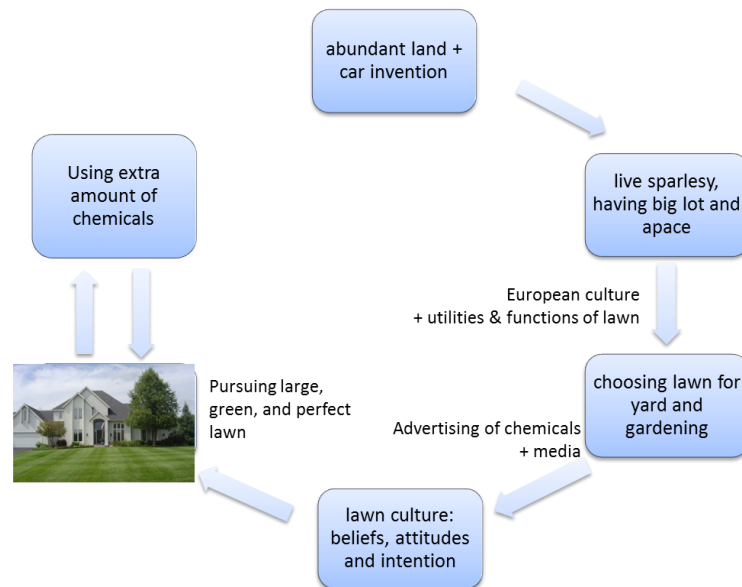 abundant land +
car invention
live sparlesy,
having big lot and
apace
European culture
+ utilities & functions of lawn
choosing lawn for
yard and
gardening
Advertising of chemicals
+ media
lawn culture:
beliefs, attitudes
and intention
Pursuing large,
green, and perfect
lawn
Using extra
amount of
chemicals